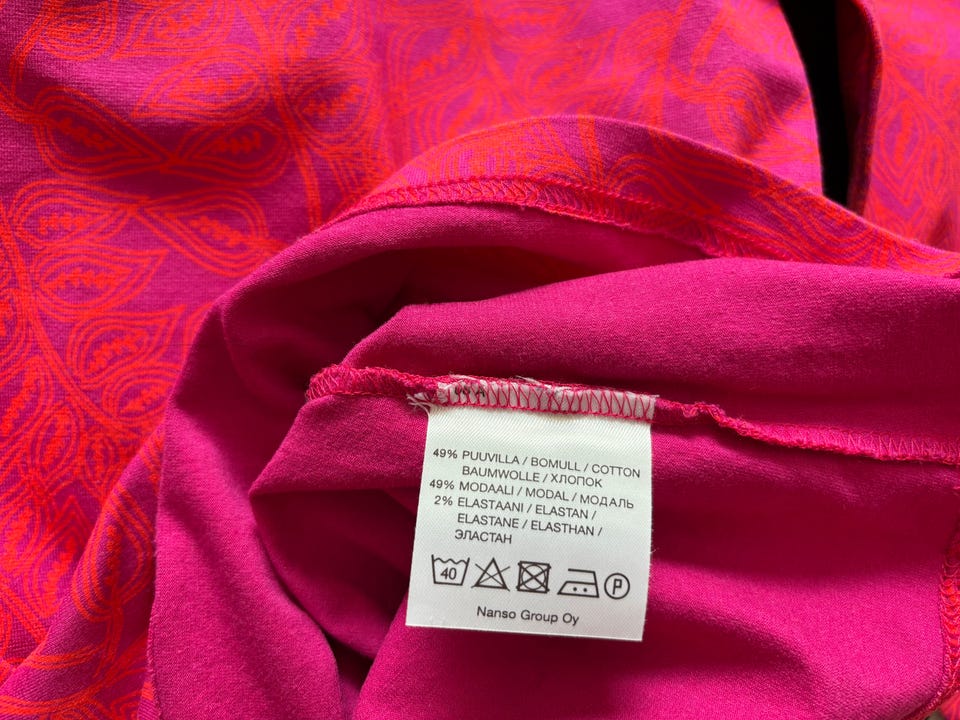 49% PUUVILLA / BOMULL / COTTON
BAUMWOLLE / ХЛОПОК
49% MODAALI / MODAL / МОДАЛЬ
2% ELASTAANI / ELASTAN /
ELASTANE / ELASTHAN /
ЭЛАСТАН
40 P
Nanso Group Oy